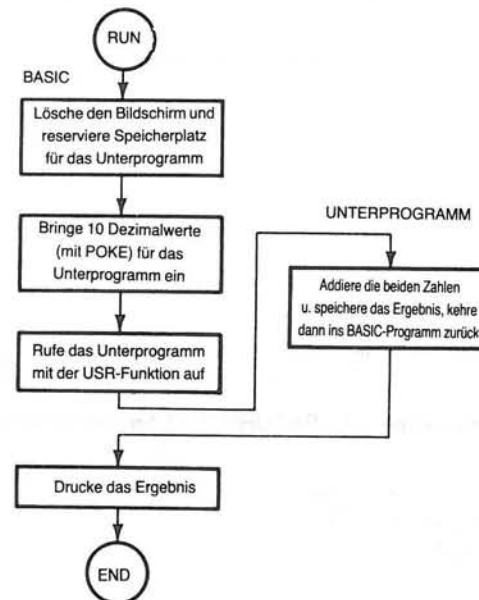 RUN
BASIC
Lösche den Bildschirm und
reserviere Speicherplatz
für das Unterprogramm
Bringe 10 Dezimalwerte
(mit POKE) für das
Unterprogramm ein
Rufe das Unterprogramm
mit der USR-Funktion auf
UNTERPROGRAMM
Addiere die beiden Zahlen
u. speichere das Ergebnis, kehre
dann ins BASIC-Programm zurück
Drucke das Ergebnis
END